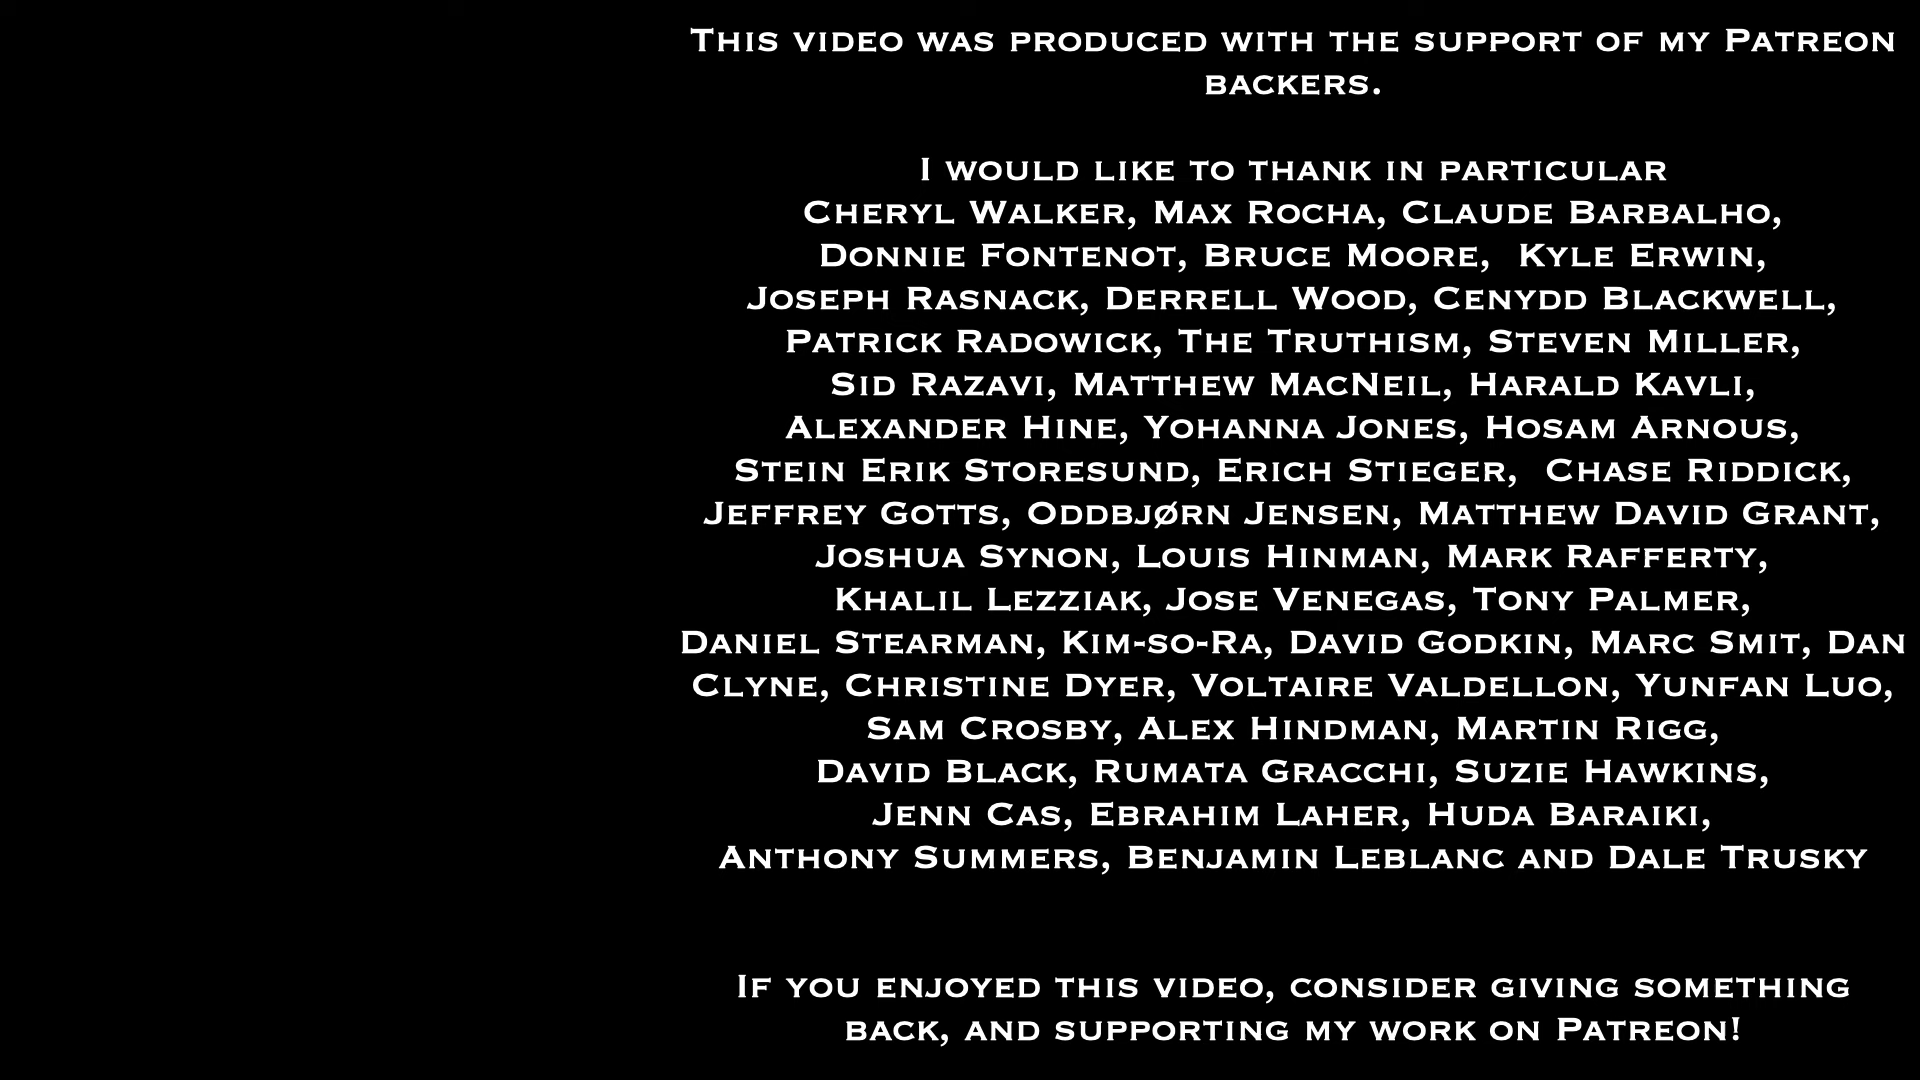 This video was produced with the support of my Patreon
backers.
I would like to thank in particular
Cheryl Walker, Max Rocha, Claude Barbalho,
Donnie Fontenot, Bruce Moore,  Kyle Erwin,
Joseph Rasnack, Derrell Wood, Cenydd Blackwell,
Patrick Radowick, The Truthism, Steven Miller,
Sid Razavi, Matthew MacNeil, Harald Kavli,
Alexander Hine, Yohanna Jones, Hosam Arnous,
Stein Erik Storesund, Erich Stieger,  Chase Riddick,
Jeffrey Gotts, Oddbjørn Jensen, Matthew David Grant,
Joshua Synon, Louis Hinman, Mark Rafferty,
Khalil Lezziak, Jose Venegas, Tony Palmer,
Daniel Stearman, Kim-so-Ra, David Godkin, Marc Smit, Dan
Clyne, Christine Dyer, Voltaire Valdellon, Yunfan Luo,
Sam Crosby, Alex Hindman, Martin Rigg,
David Black, Rumata Gracchi, Suzie Hawkins,
Jenn Cas, Ebrahim Laher, Huda Baraiki,
Anthony Summers, Benjamin Leblanc and Dale Trusky
If you enjoyed this video, consider giving something
back, and supporting my work on Patreon!